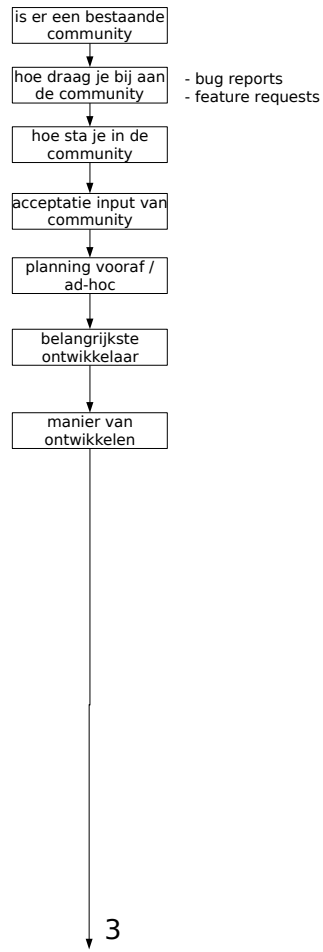 is er een bestaande
community
hoe draag je bij aan
de community
- bug reports
- feature requests
hoe sta je in de
community
acceptatie input van
community
planning vooraf /
ad-hoc
belangrijkste
ontwikkelaar
manier van
ontwikkelen
3